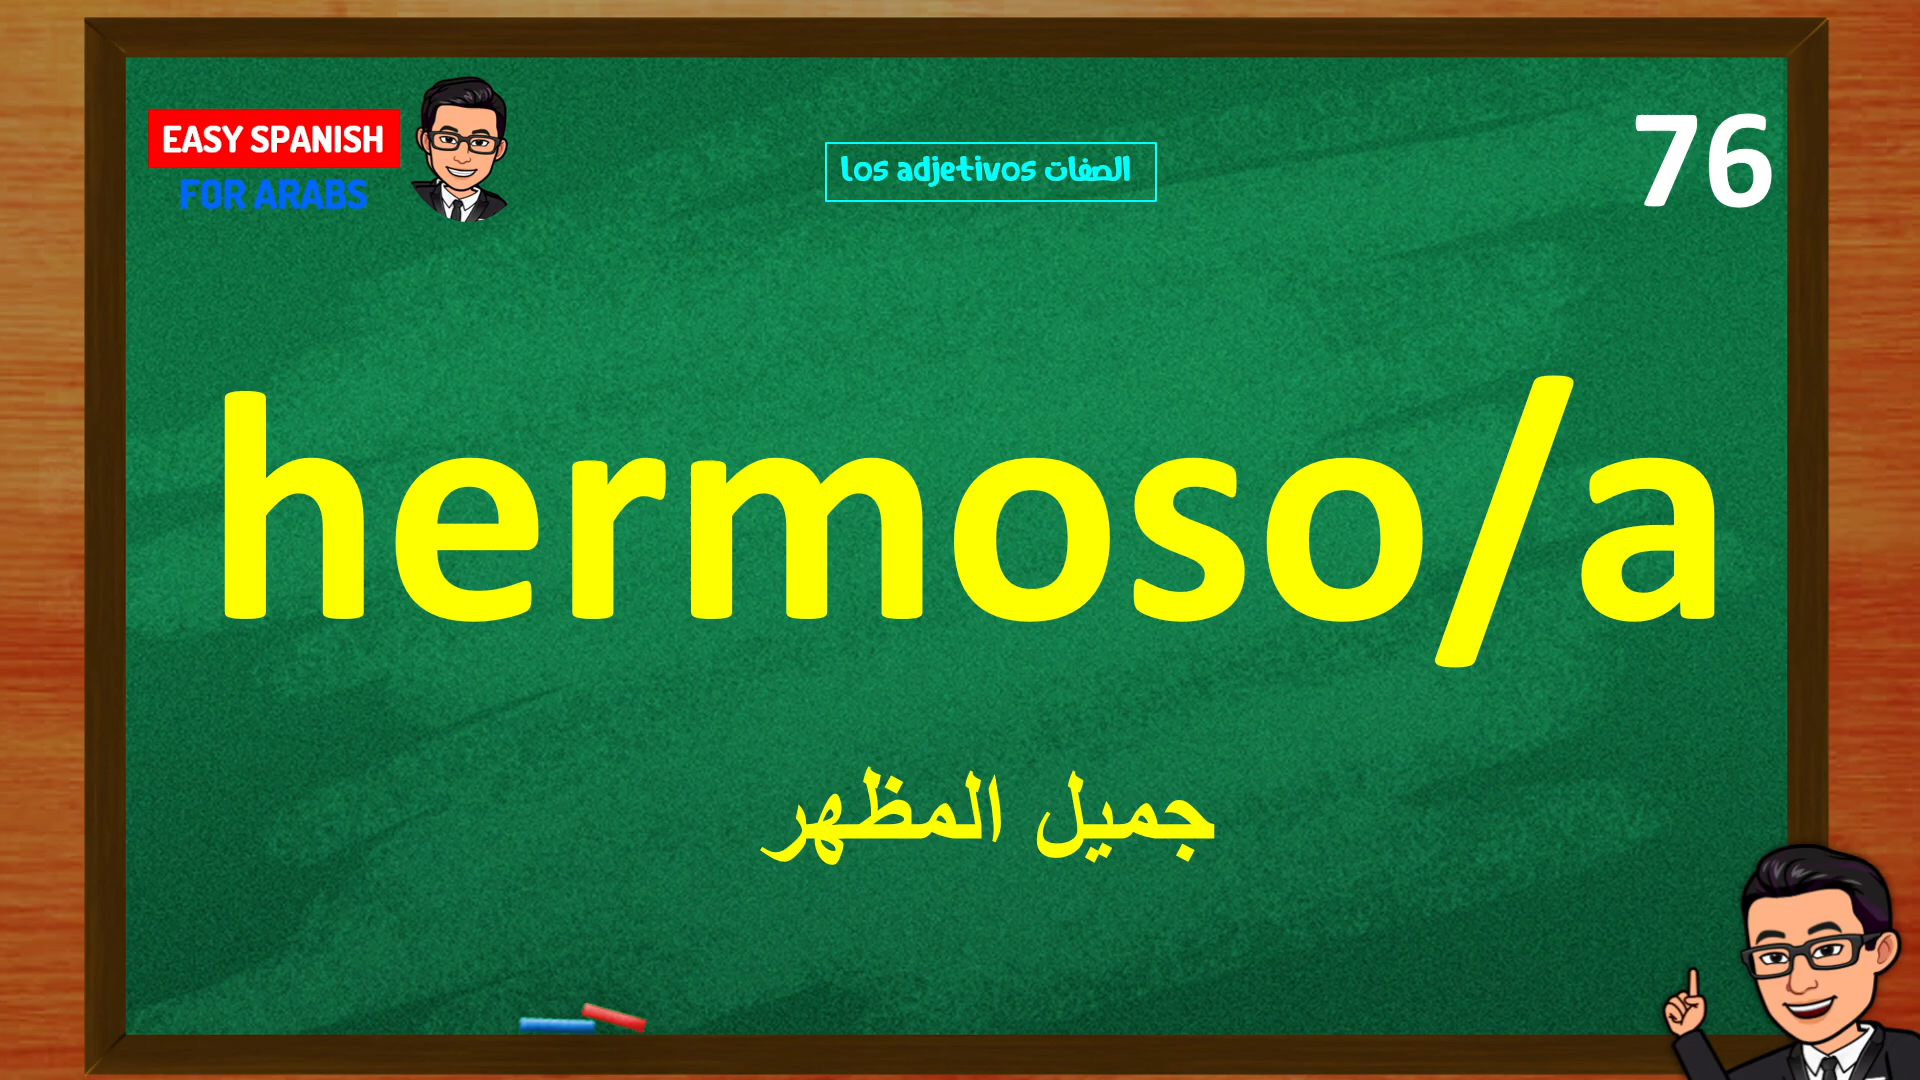 EASY SPANISH
FOR ARABS
los adjetivos الصفات
76
hermoso/a
جميل المظهر